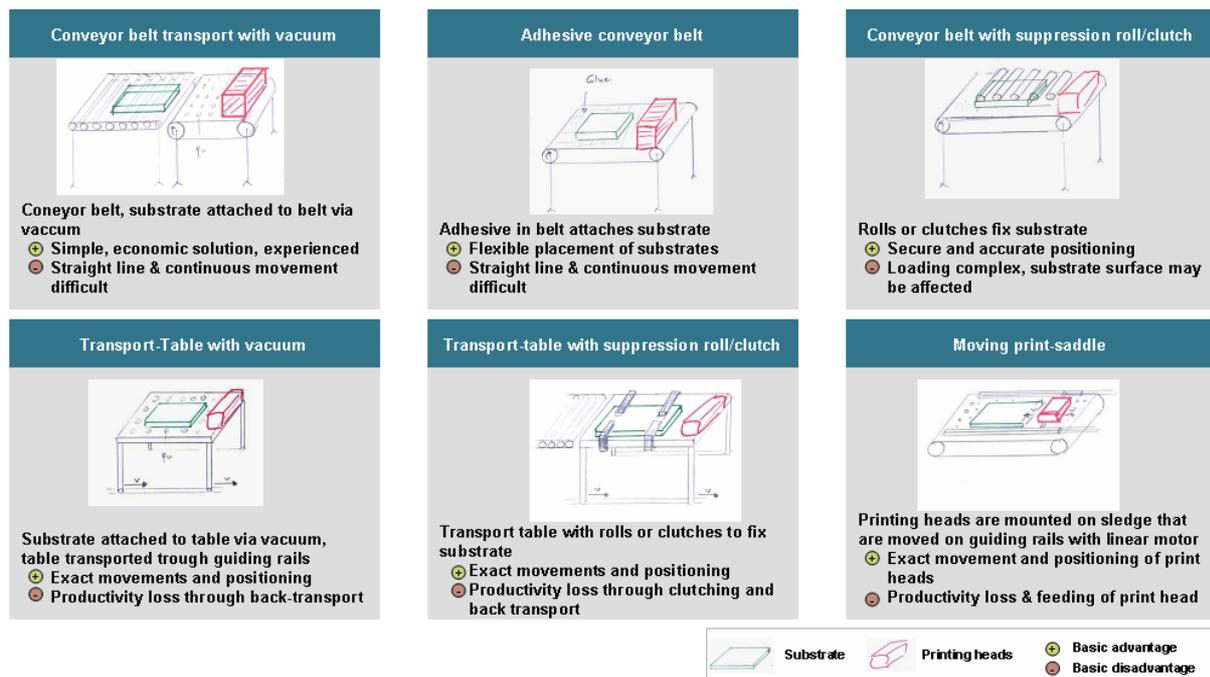 Conveyor belt transport with vacuum
Glue
Coneyor belt, substrate attached to belt via
vaccum
+ Simple, economic solution, experienced
- Straight line & continuous movement
difficult
Adhesive conveyor belt
Adhesive in belt attaches substrate
+ Flexible placement of substrates
- Straight line & continuous movement
difficult
Conveyor belt with suppression roll/clutch
Rolls or clutches fix substrate
+ Secure and accurate positioning
- Loading complex, substrate surface may
be affected
Transport-Table with vacuum
v v
Substrate attached to table via vacuum,
table transported trough guiding rails
+ Exact movements and positioning
- Productivity loss through back-transport
Transport-table with suppression roll/clutch
v v
Transport table with rolls or clutches to fix
substrate
+ Exact movements and positioning
- Productivity loss through clutching and
back transport
Moving print-saddle
Printing heads are mounted on sledge that
are moved on guiding rails with linear motor
+ Exact movement and positioning of print
heads
- Productivity loss & feeding of print head
Substrate
Printing heads
+ Basic advantage
- Basic disadvantage